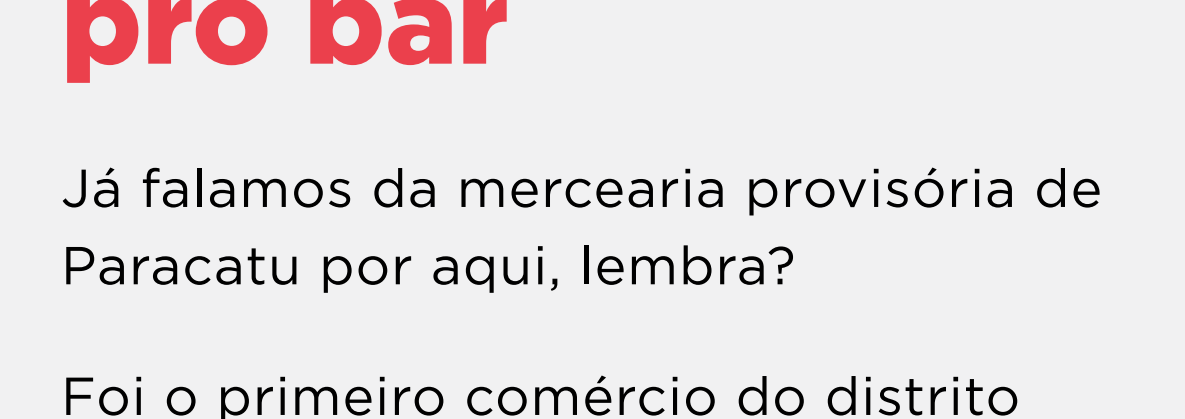 pro bar
Já falamos da mercearia provisória de
Paracatu por aqui, lembra?
Foi o primeiro comércio do distrito